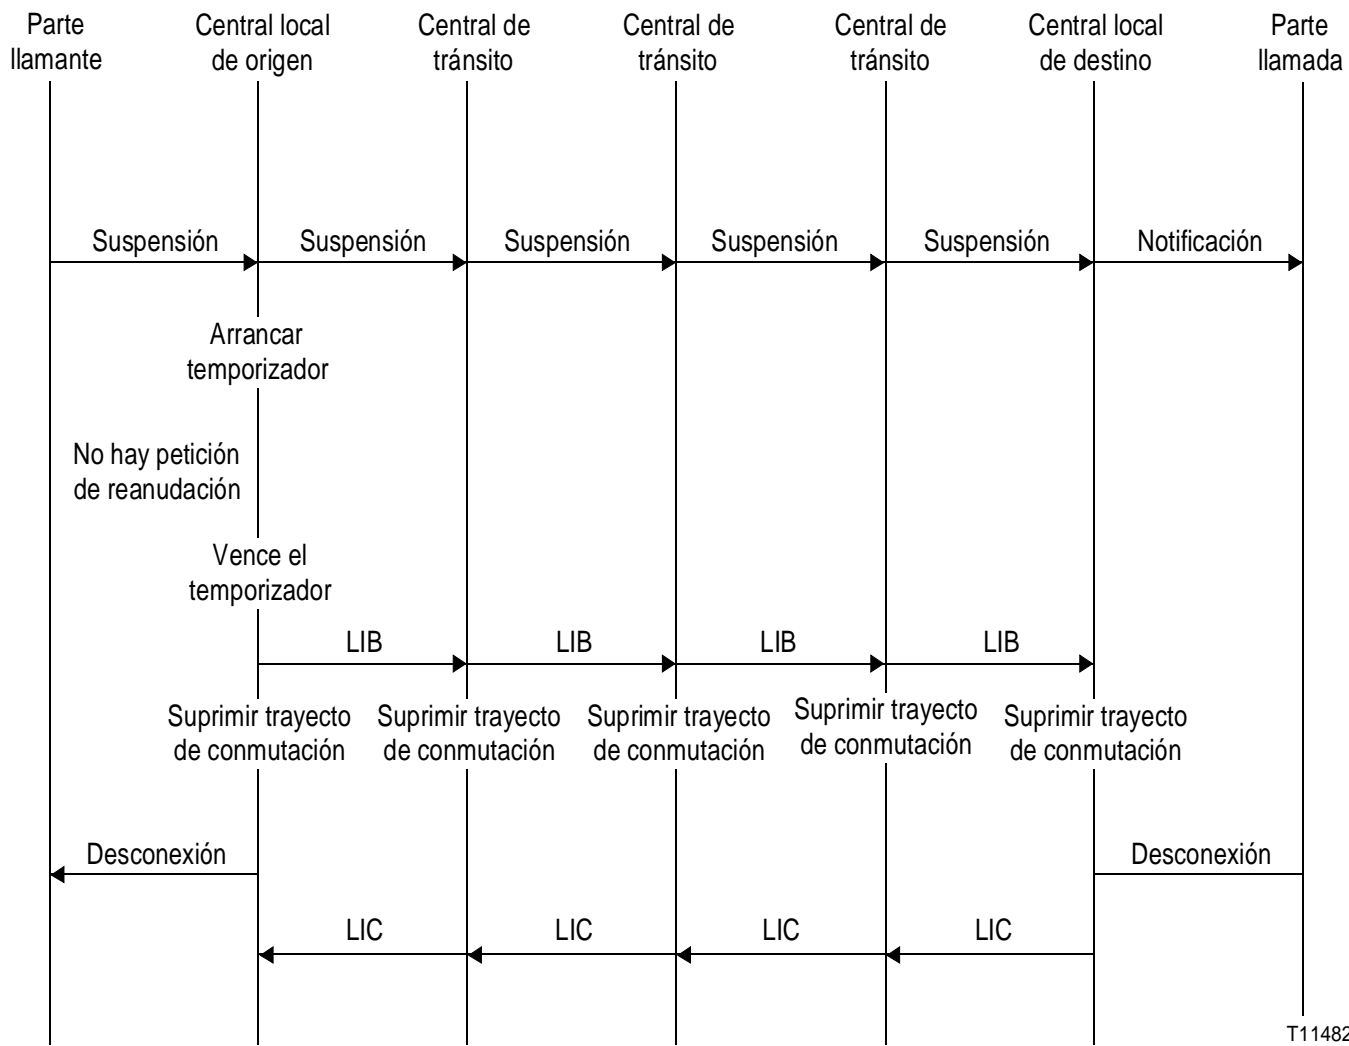 Parte
llamante
Central local
de origen
Central de
tránsito
Central de
tránsito
Central de
tránsito
Central local
de destino
Parte
llamada
Suspensión
Suspensión
Suspensión
Suspensión
Suspensión
Notificación
Arrancar
temporizador
No hay petición
de reanudación
Vence el
temporizador
LIB
LIB
LIB
LIB
Suprimir trayecto
de conmutación
Suprimir trayecto
de conmutación
Suprimir trayecto
de conmutación
Suprimir trayecto
de conmutación
Suprimir trayecto
de conmutación
Desconexión
Desconexión
LIC
LIC
LIC
LIC
T11482